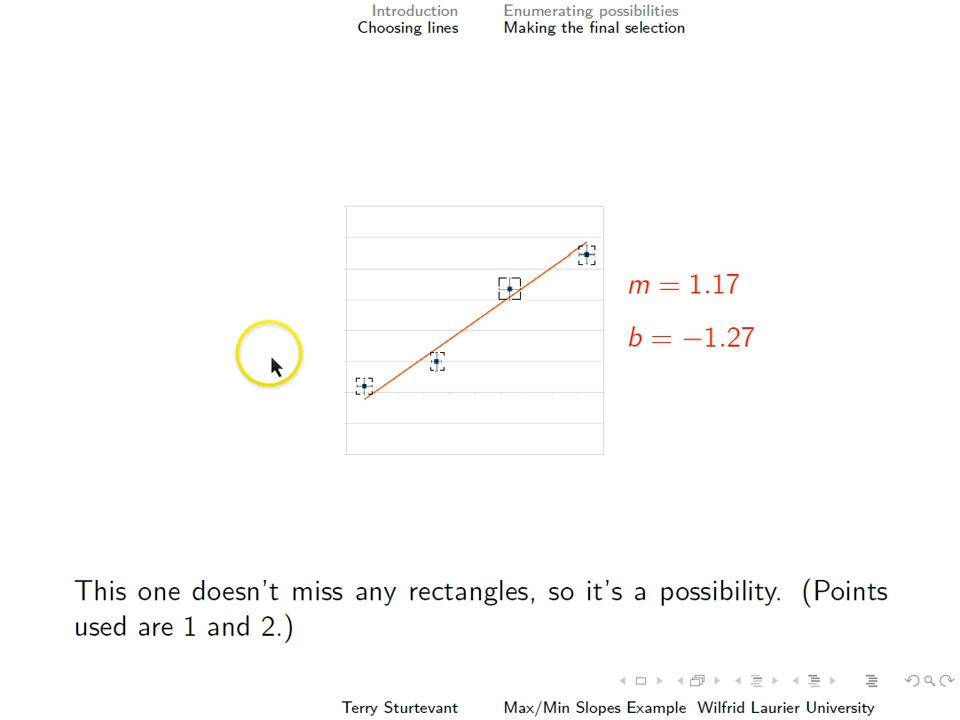 Introduction Enumerating possibilities
Choosing lines Making the final selection
m = 1.17
b = −1.27
This one doesn't miss any rectangles, so it's a possibility. (Points
used are 1 and 2.)
Terry Sturtevant Max/Min Slopes Example Wilfrid Laurier University